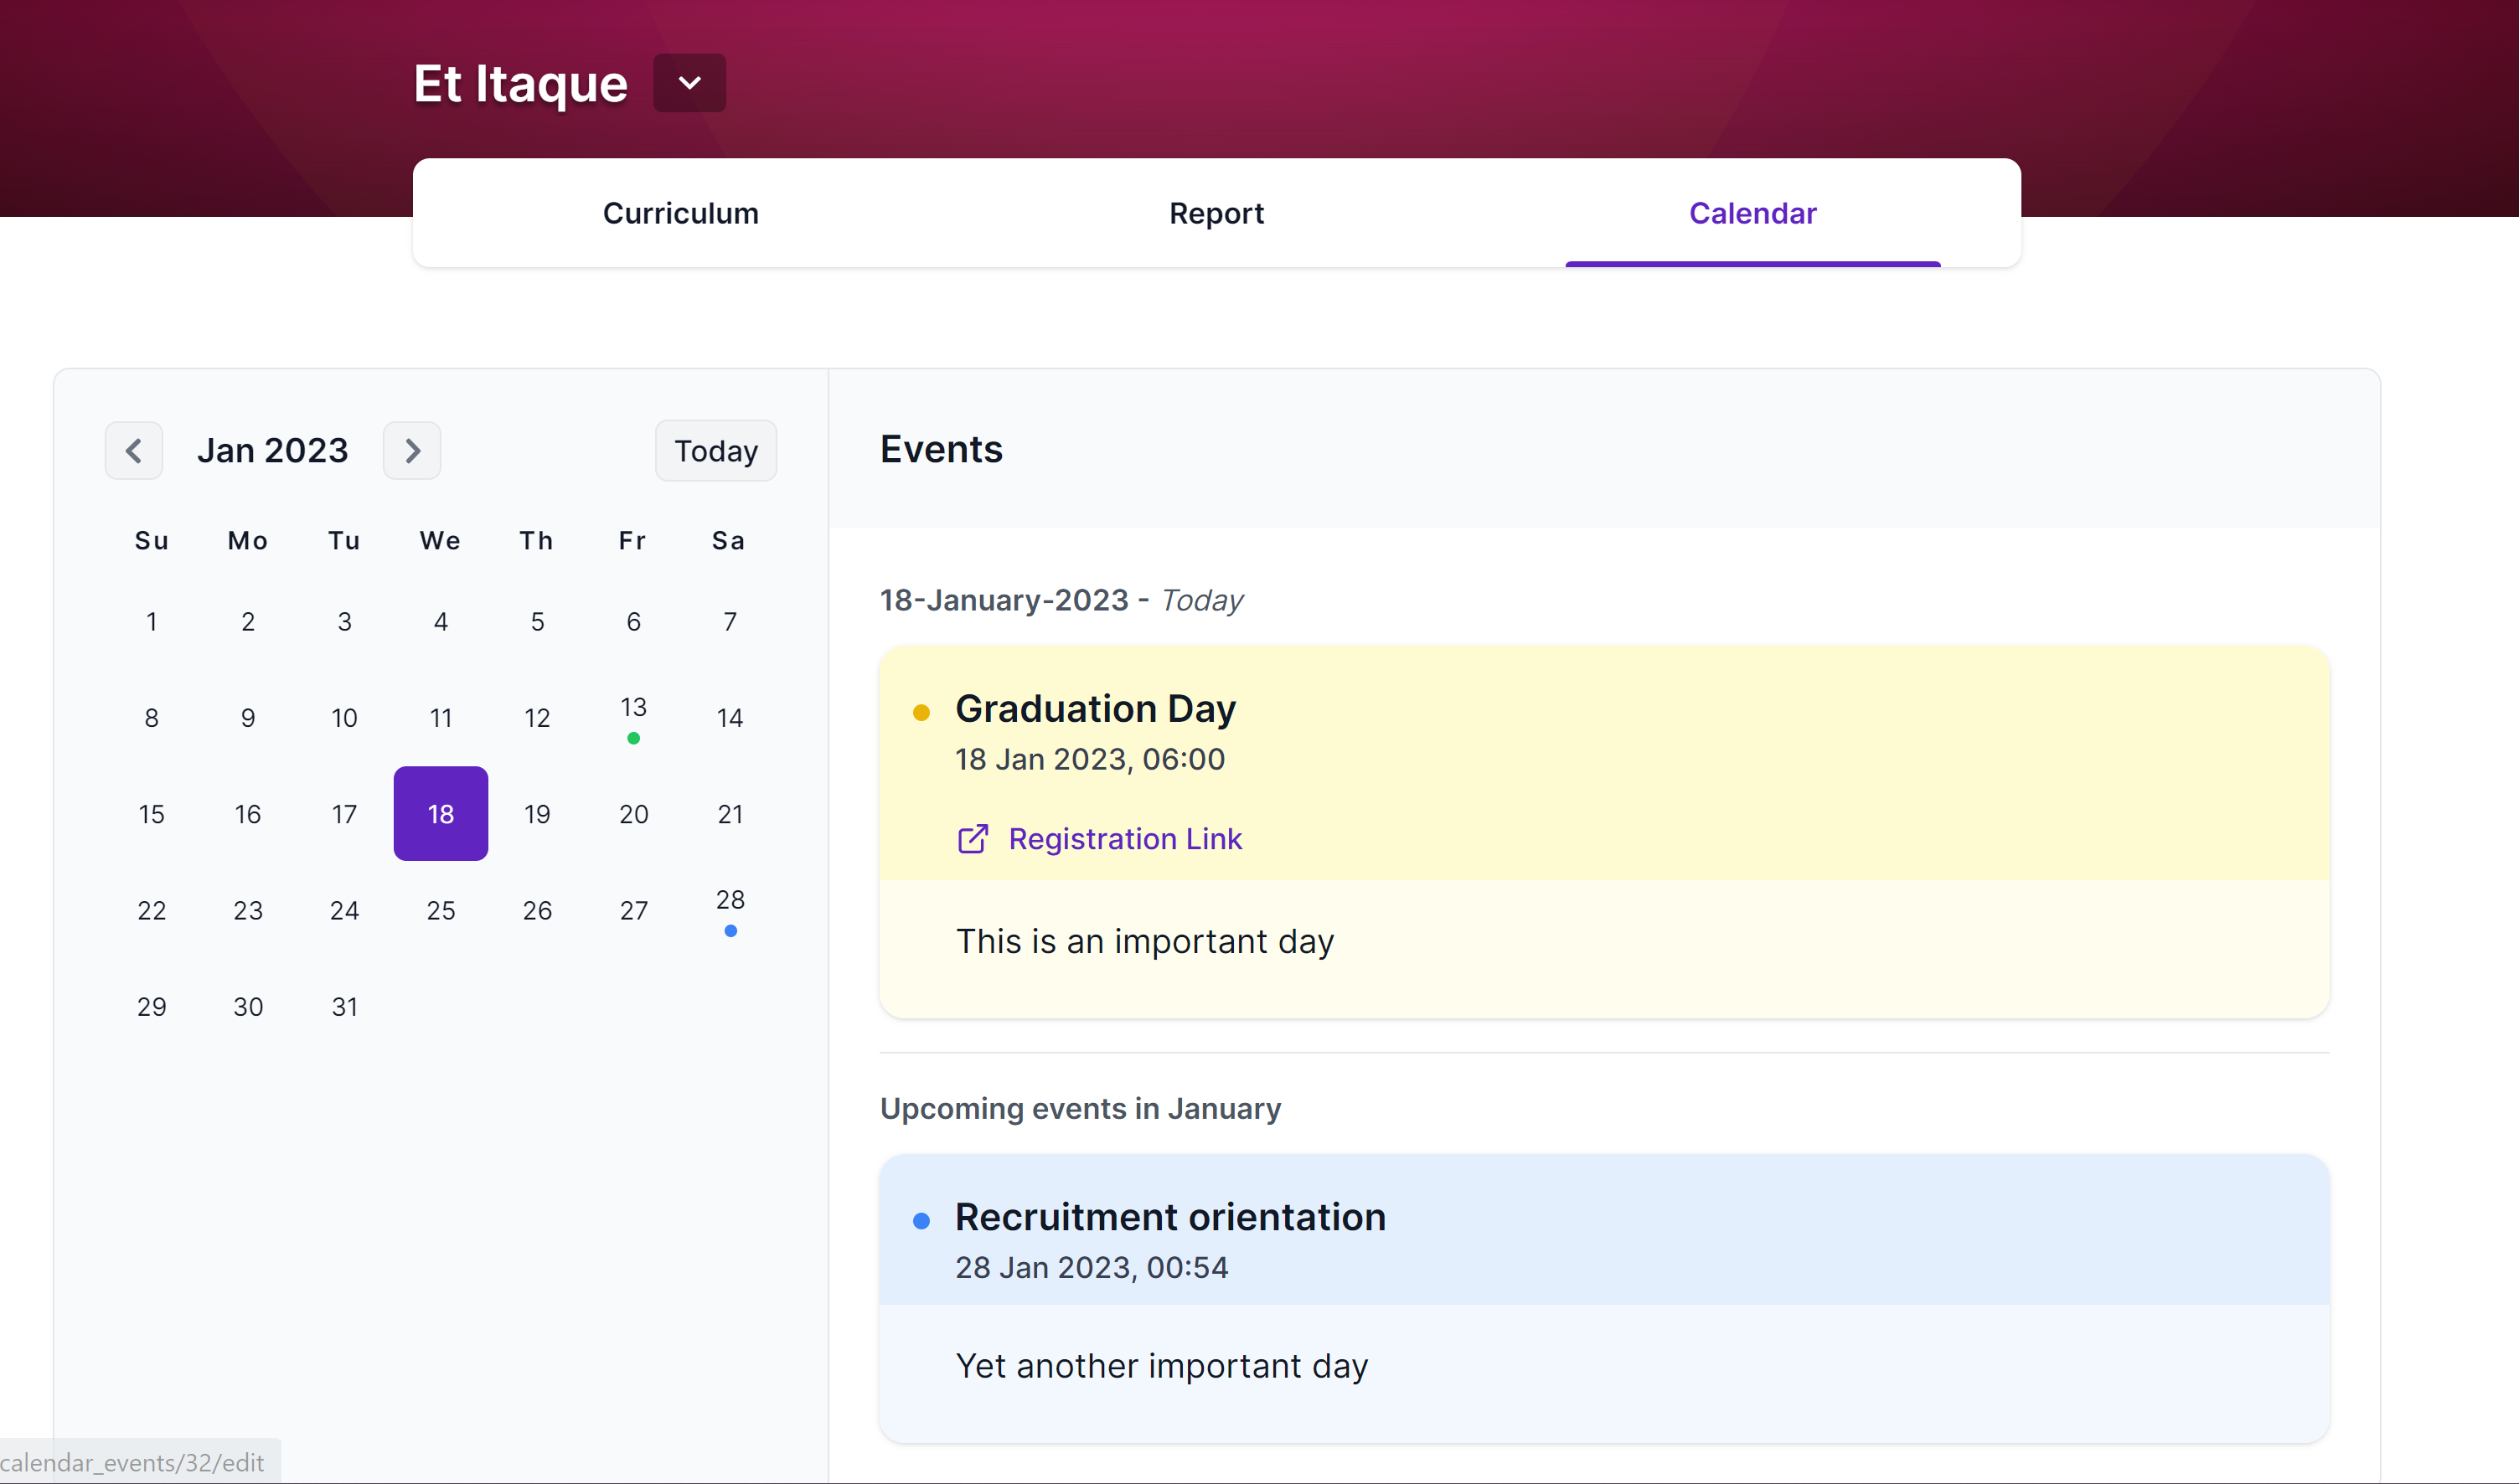 Et Itaque
Curriculum Report Calendar
Jan 2023 Today
Su Mo Tu We Th Fr Sa
1 2 3 4 5 6 7
8 9 10 11 12 13 14
15 16 17 18 19 20 21
22 23 24 25 26 27 28
29 30 31
Events
18-January-2023 - Today
Graduation Day
18 Jan 2023, 06:00
Registration Link
This is an important day
Upcoming events in January
Recruitment orientation
28 Jan 2023, 00:54
Yet another important day
calendar_events/32/edit